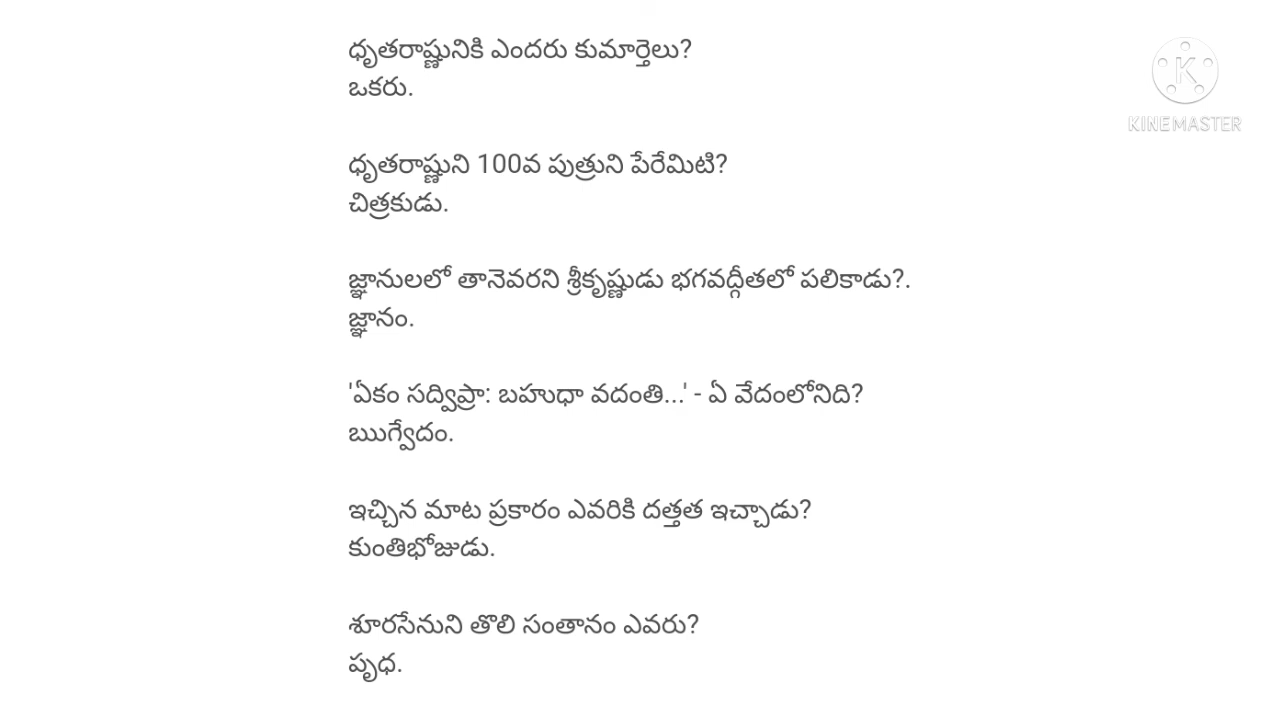 ధృతరాష్ణునికి ఎందరు కుమార్తెలు?
ఒకరు.
ధృతరాష్ణుని 100వ పుత్రుని పేరేమిటి?
చిత్రకుడు.
జ్ఞానులలో తానెవరని శ్రీకృష్ణుడు భగవద్గీతలో పలికాడు?.
జ్ఞానం.
'ఏకం సద్విప్రా: బహుధా వదంతి...' - ఏ వేదంలోనిది?
ఋగ్వేదం.
ఇచ్చిన మాట ప్రకారం ఎవరికి దత్తత ఇచ్చాడు?
కుంతిభోజుడు.
శూరసేనుని తొలి సంతానం ఎవరు?
పృధ.
KINEMASTER